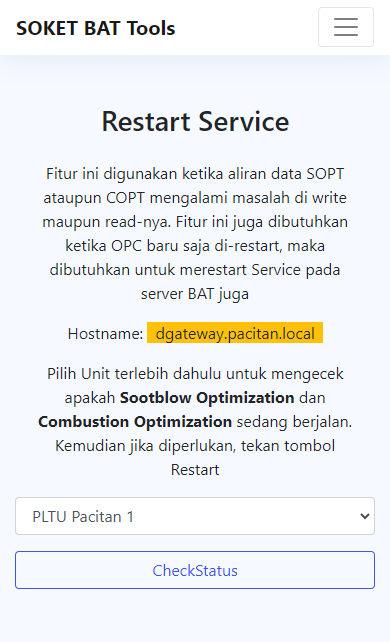 SOKET BAT Tools
Restart Service
Fitur ini digunakan ketika aliran data SOPT
ataupun COPT mengalami masalah di write
maupun read-nya. Fitur ini juga dibutuhkan
ketika OPC baru saja di-restart, maka
dibutuhkan untuk merestart Service pada
server BAT juga
Hostname: dgateway.pacitan.local
Pilih Unit terlebih dahulu untuk mengecek
apakah Sootblow Optimization dan
Combustion Optimization sedang berjalan.
Kemudian jika diperlukan, tekan tombol
Restart
PLTU Pacitan 1
CheckStatus